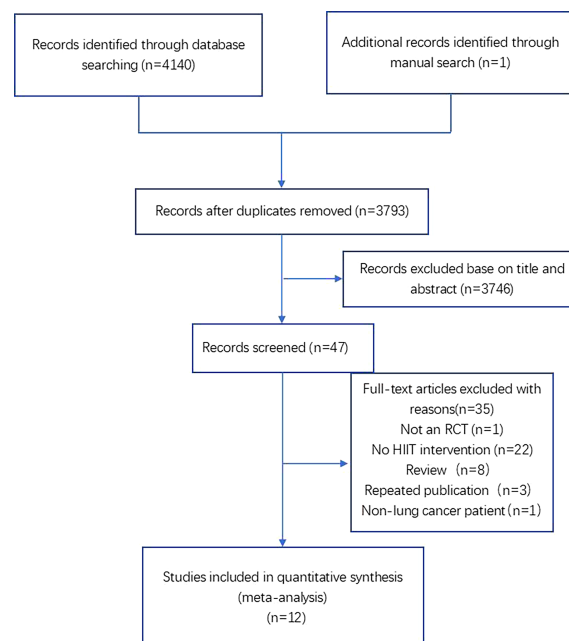 Records identified through database
searching (n=4140)
Additional records identified through
manual search (n=1)
Records after duplicates removed (n=3793)
Records excluded base on title and
abstract (n=3746)
Records screened (n=47)
Full-text articles excluded with
reasons(n=35)
Not an RCT (n=1)
No HIIT intervention (n=22)
Review （n=8)
Repeated publication（n=3)
Non-lung cancer patient(n=1)
Studies included in quantitative synthesis
(meta-analysis)
(n=12)